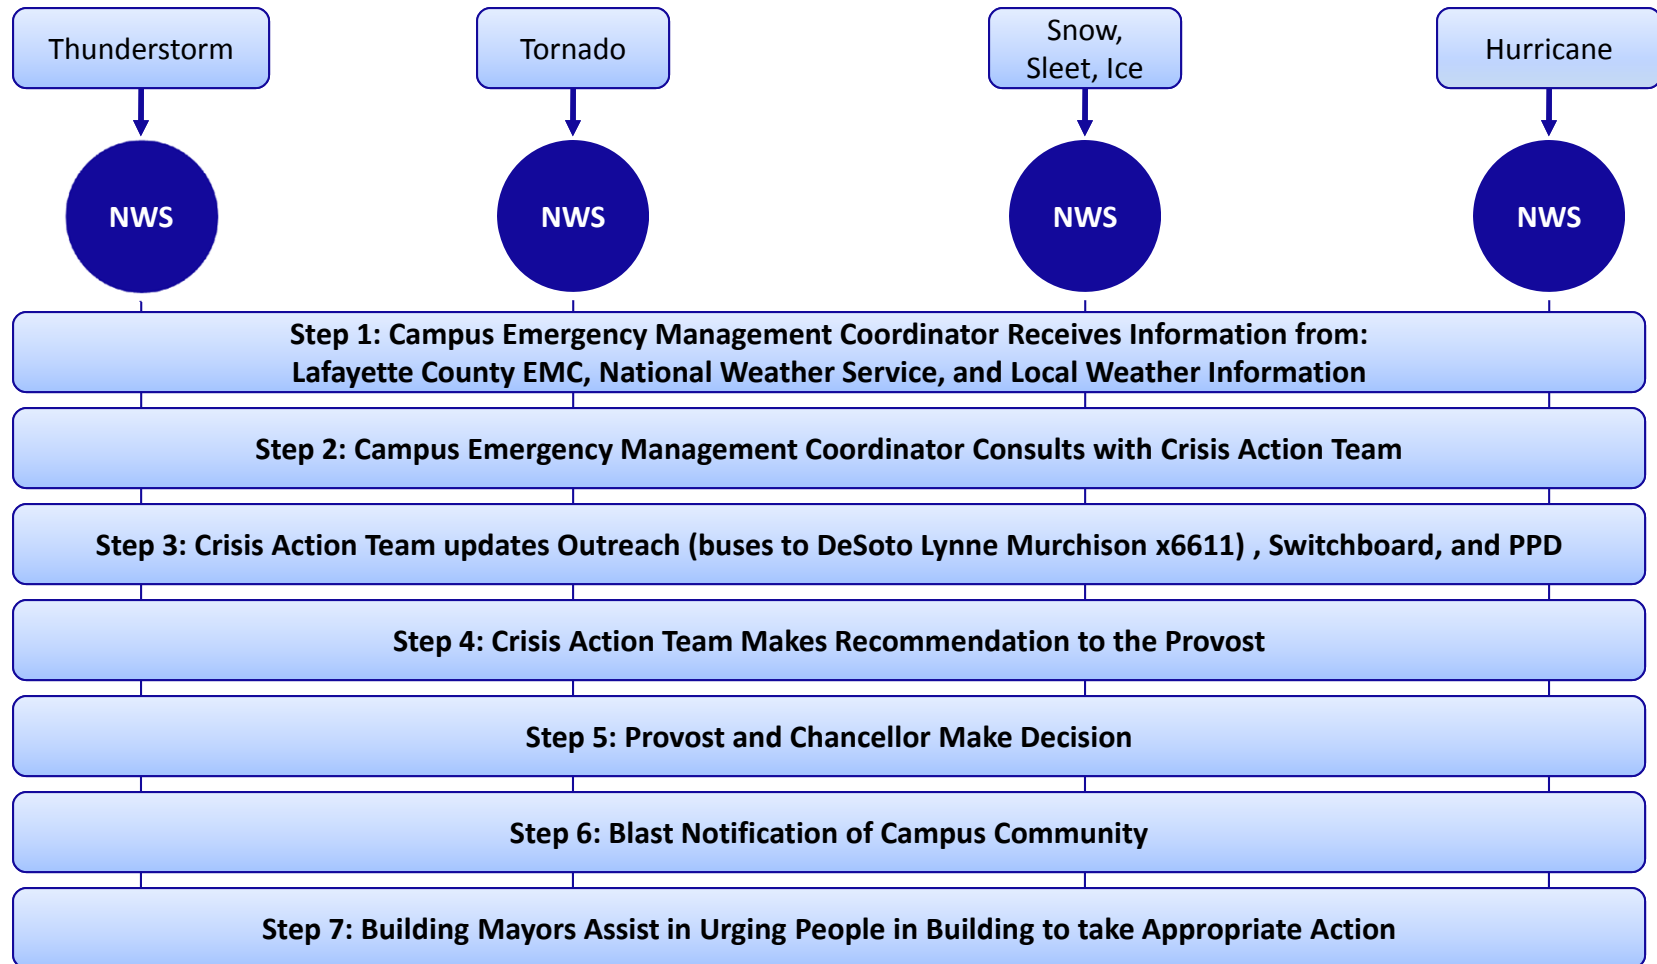 Thunderstorm
Tornado
Snow,
Sleet, Ice
Hurricane
NWS
NWS
NWS
NWS
Step 1: Campus Emergency Management Coordinator Receives Information from:
Lafayette County EMC, National Weather Service, and Local Weather Information
Step 2: Campus Emergency Management Coordinator Consults with Crisis Action Team
Step 3: Crisis Action Team updates Outreach (buses to DeSoto Lynne Murchison x6611) , Switchboard, and PPD
Step 4: Crisis Action Team Makes Recommendation to the Provost
Step 5: Provost and Chancellor Make Decision
Step 6: Blast Notification of Campus Community
Step 7: Building Mayors Assist in Urging People in Building to take Appropriate Action